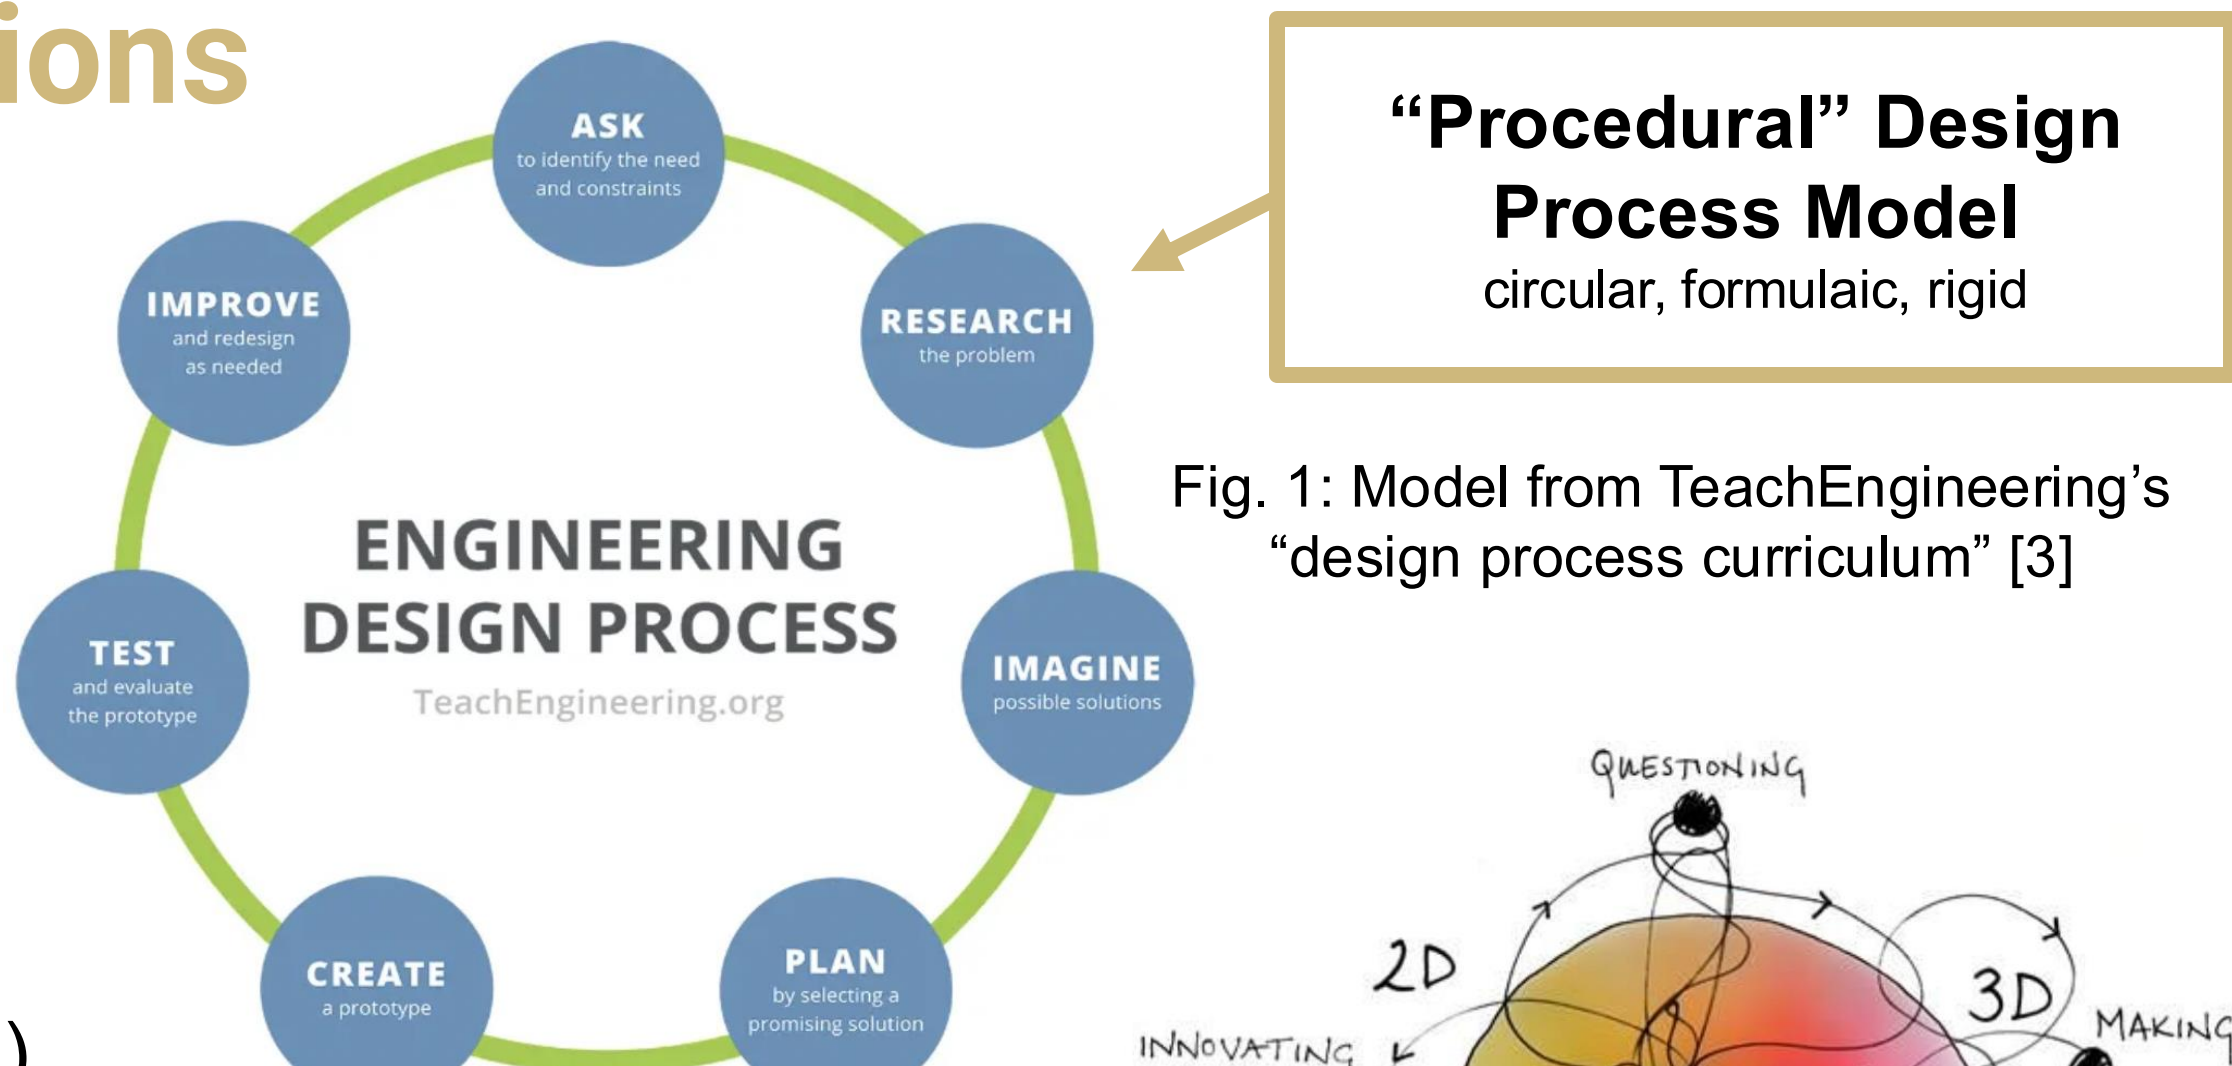 ions
ASK
to identify the need
and constraints
RESEARCH
the problem
IMAGINE
possible solutions
PLAN
by selecting a
promising solution
CREATE
a prototype
TEST
and evaluate
the prototype
IMPROVE
and redesign
as needed
ENGINEERING
DESIGN PROCESS
TeachEngineering.org
“Procedural” Design
Process Model
circular, formulaic, rigid
Fig. 1: Model from TeachEngineering’s
“design process curriculum” [3]
QUESTIONING
2D
3D
INNOVATING
MAKING
)